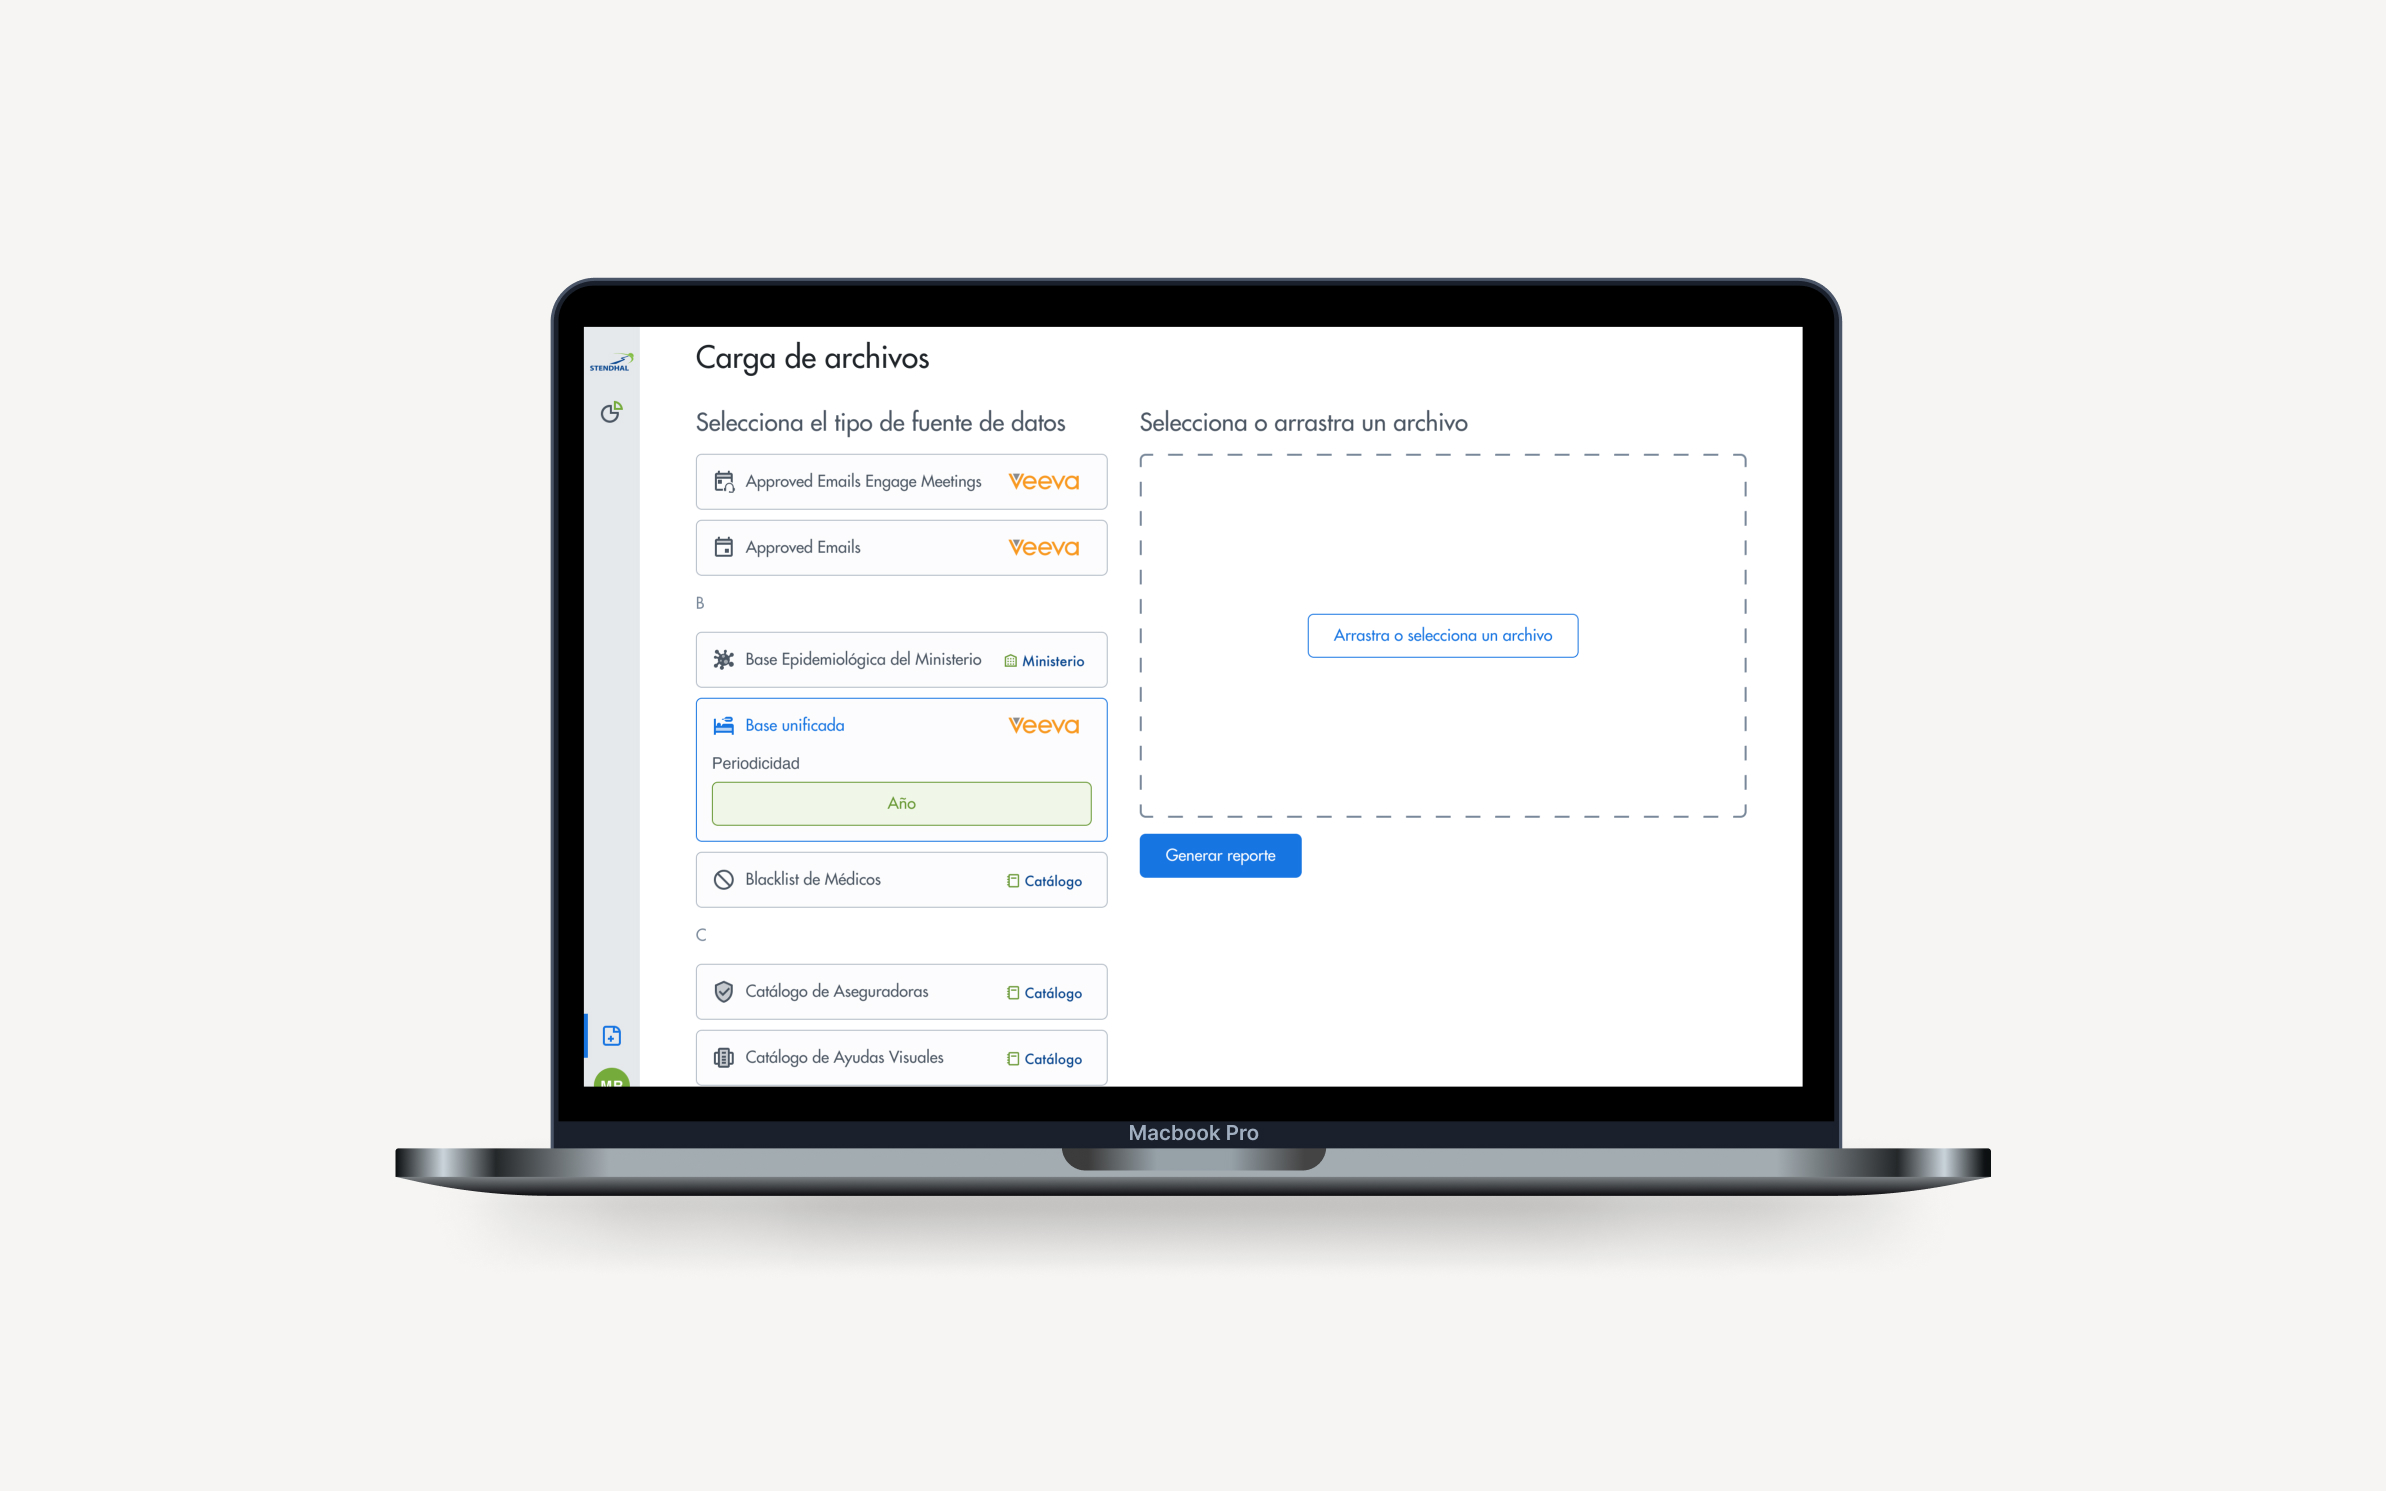 STENDHAL
Carga de archivos
Selecciona el tipo de fuente de datos
Approved Emails Engage Meetings Veeva
Approved Emails Veeva
B
Base Epidemiológica del Ministerio Ministerio
Base unificada Veeva
Periodicidad
Año
Blacklist de Médicos Catálogo
C
Catálogo de Aseguradoras Catálogo
Catálogo de Ayudas Visuales Catálogo
Selecciona o arrastra un archivo
Arrastra o selecciona un archivo
Generar reporte
Macbook Pro